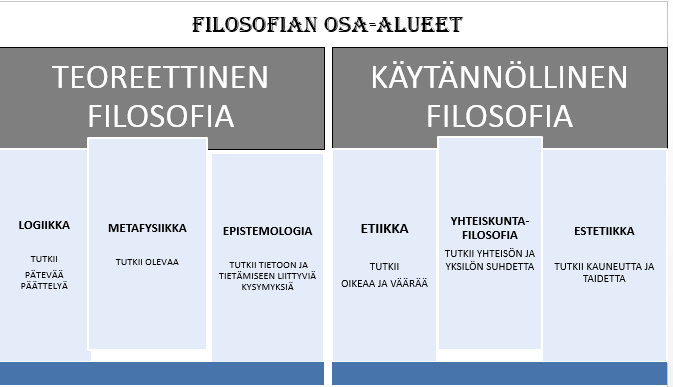 FILOSOFIAN OSA-ALUEET
TEOREETTINEN
FILOSOFIA
KÄYTÄNNÖLLINEN
FILOSOFIA
LOGIIKKA
TUTKII
PÄTEVÄÄ
PÄÄTTELYÄ
METAFYSIIKKA
TUTKII OLEVAA
EPISTEMOLOGIA
TUTKII TIETOON JA
TIETÄMISEEN LIITTYVIÄ
KYSYMYKSIÄ
ETIIKKA
TUTKII
OIKEAA JA VÄÄRÄÄ
YHTEISKUNTA-
FILOSOFIA
TUTKII YHTEISÖN JA
YKSILÖN SUHDETTA
ESTETIIKKA
TUTKII KAUNEUTTA JA
TAIDETTA